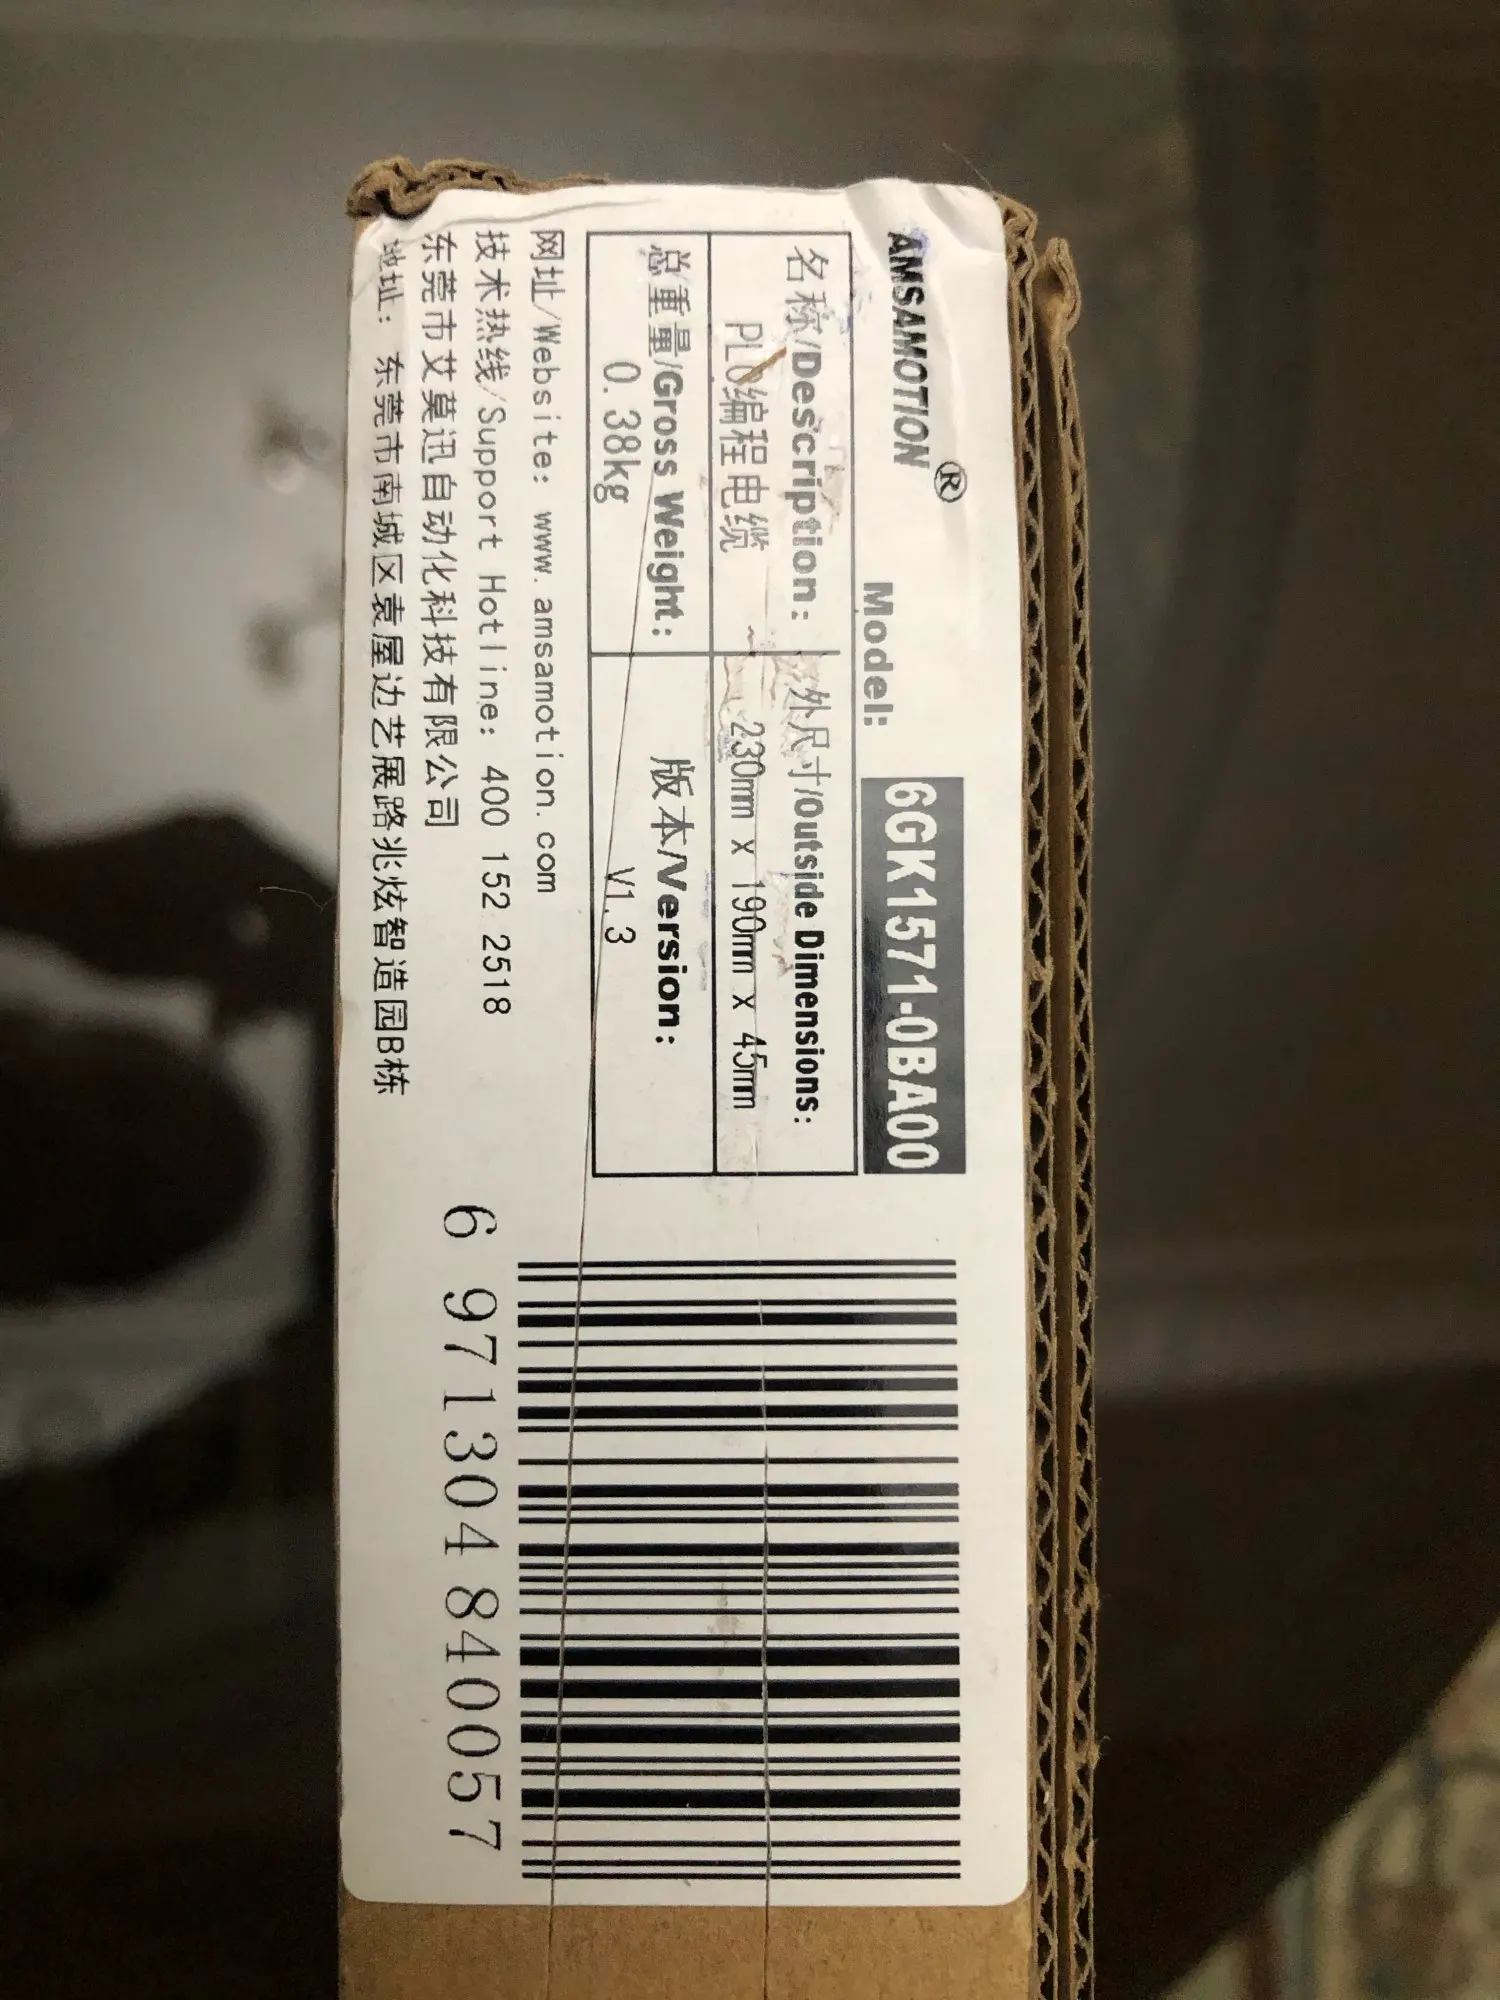 AMSAMOTION®
Model: 6GK1571-0BA00
名称/Description:
PLC编程电缆
外尺寸/Outside Dimensions:
230mm x 190mm x 45mm
总重量/Gross Weight:
0.38kg
版本/Version:
V1.3
网址/Website: www.amsamotion.com
技术热线/Support Hotline: 400 152 2518
东莞市艾莫迅自动化科技有限公司
地址: 东莞市南城区袁屋边艺展路兆炫智造园B栋
6 971304 840057